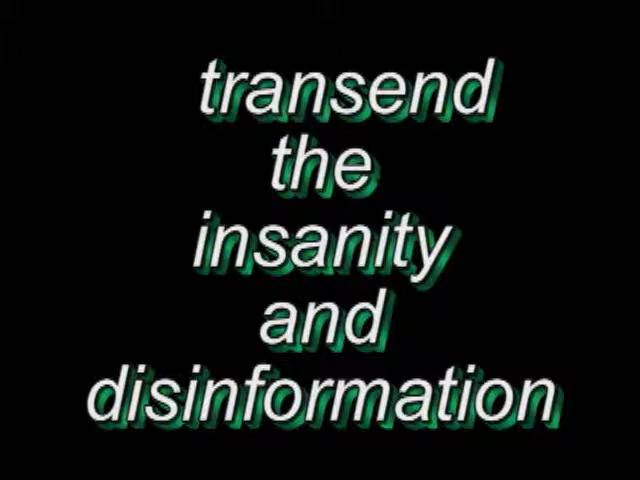 transend
the
insanity
and
disinformation